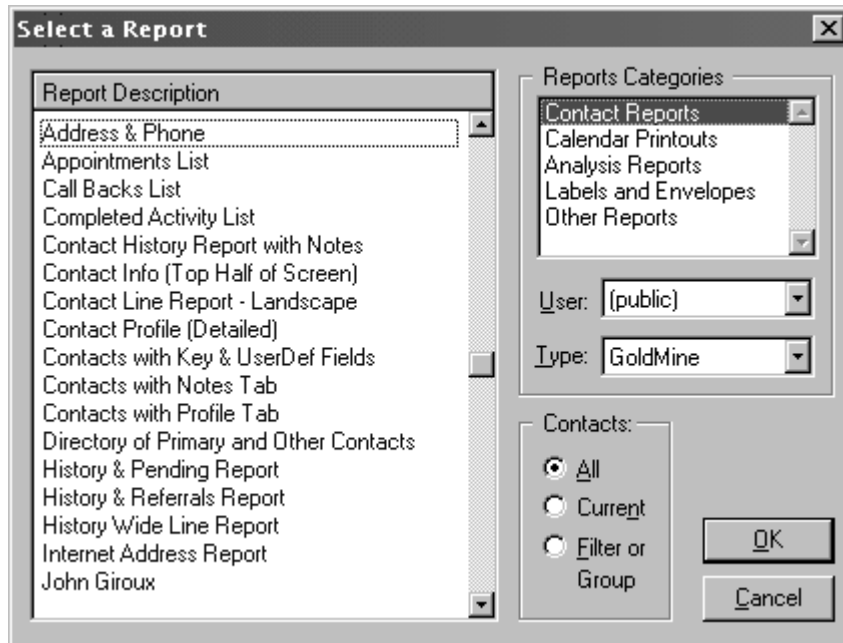 Select a Report
Report Description
Address & Phone
Appointments List
Call Backs List
Completed Activity List
Contact History Report with Notes
Contact Info (Top Half of Screen)
Contact Line Report - Landscape
Contact Profile (Detailed)
Contacts with Key & UserDef Fields
Contacts with Notes Tab
Contacts with Profile Tab
Directory of Primary and Other Contacts
History & Pending Report
History & Referrals Report
History Wide Line Report
Internet Address Report
John Giroux
Reports Categories
Contact Reports
Calendar Printouts
Analysis Reports
Labels and Envelopes
Other Reports
User: (public)
Type: GoldMine
Contacts:
All
Current
Filter or
Group
OK
Cancel